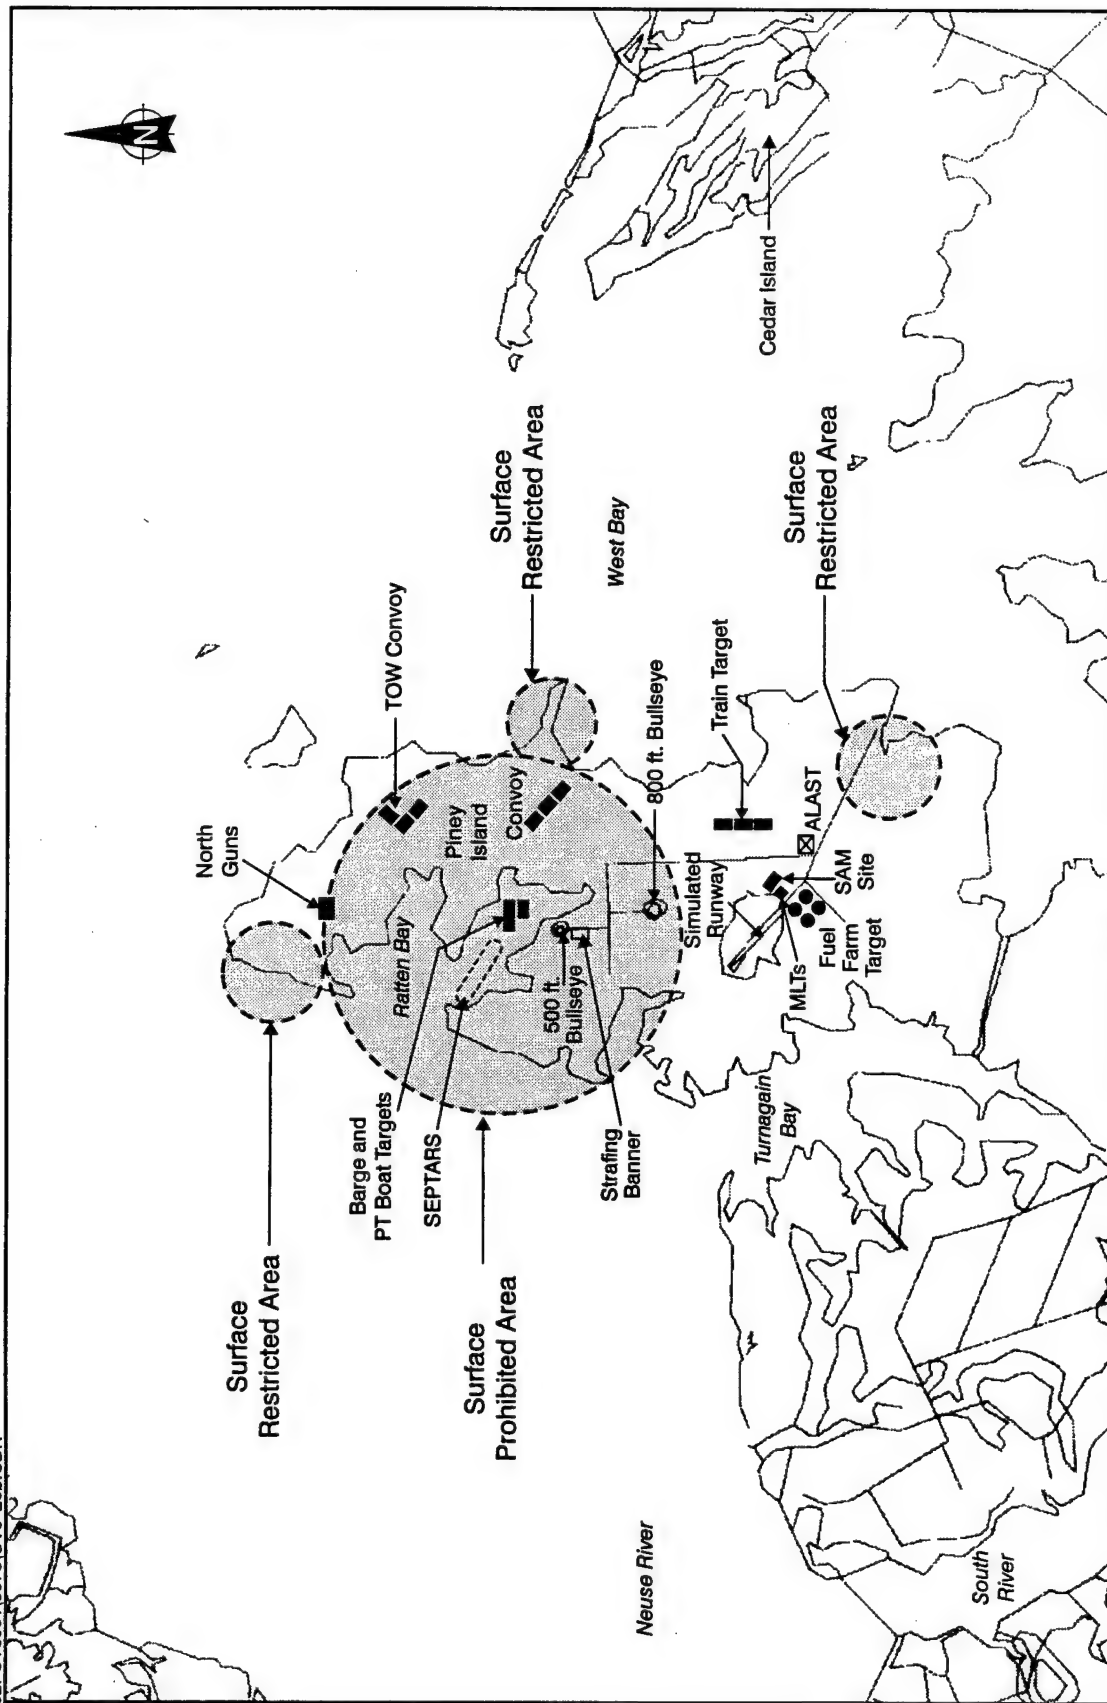 N
Surface
Restricted Area
North
Guns
TOW Convoy
Barge and
PT Boat Targets
Ratten Bay
Piney
Island
SEPTARS
Surface
Prohibited Area
Convoy
Surface
Restricted Area
500 ft.
Bullseye
Strafing
Banner
800 ft. Bullseye
West Bay
Neuse River
Simulated
Runway
Train Target
Cedar Island
Turnagain
Bay
MLTs
Fuel
Farm
Target
SAM
Site
ALAST
Surface
Restricted Area
South
River